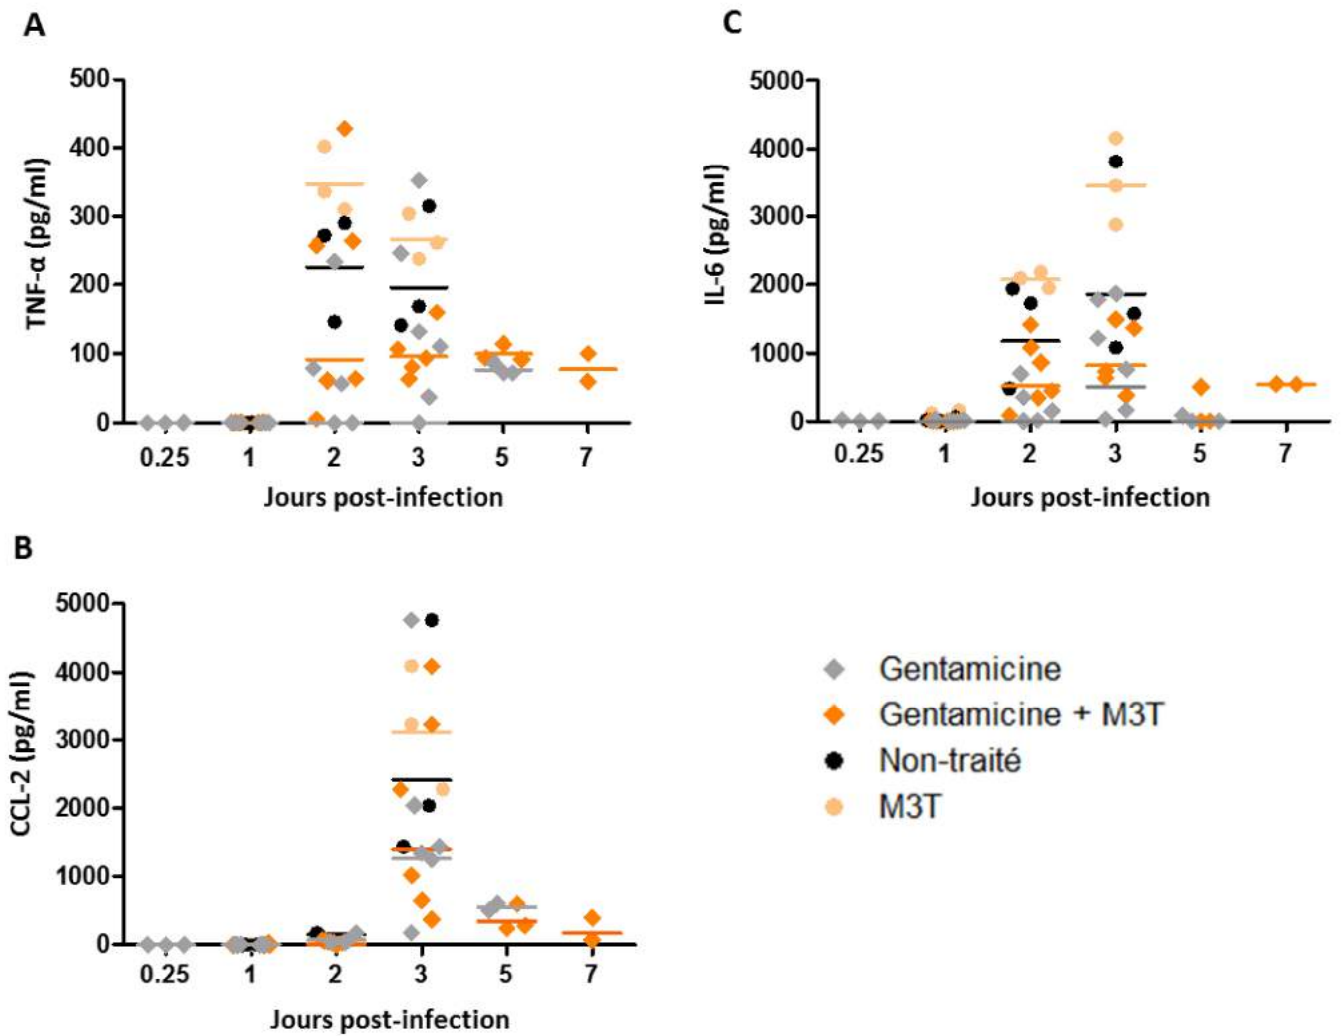 A
500
400
300
200
100
0
TNF-α (pg/ml)
0.25 1 2 3 5 7
Jours post-infection
C
5000
4000
3000
2000
1000
0
IL-6 (pg/ml)
0.25 1 2 3 5 7
Jours post-infection
B
5000
4000
3000
2000
1000
0
CCL-2 (pg/ml)
0.25 1 2 3 5 7
Jours post-infection
Gentamicine
Gentamicine + M3T
Non-traité
M3T